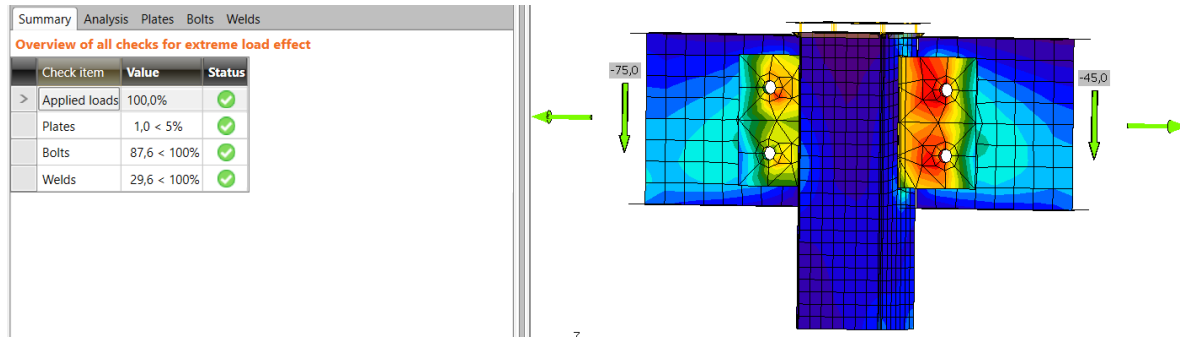 Summary Analysis Plates Bolts Welds
Overview of all checks for extreme load effect
Check item Value Status
> Applied loads 100,0%
Plates 1,0 < 5%
Bolts 87,6 < 100%
Welds 29,6 < 100%
-75,0
-45,0